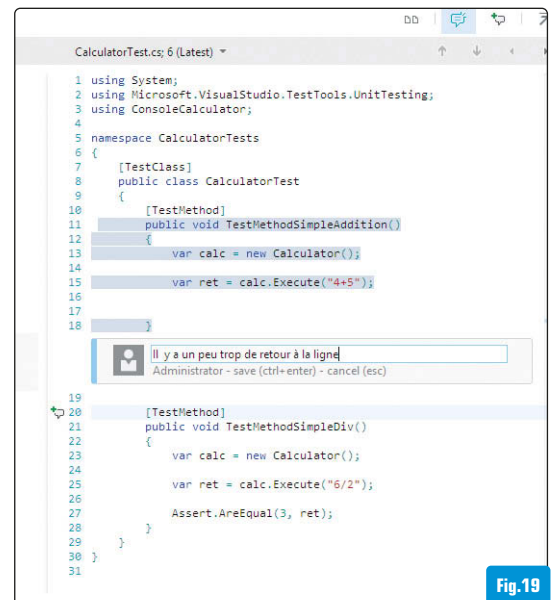 CalculatorTest.cs; 6 (Latest)
1 using System;
2 using Microsoft.VisualStudio.TestTools.UnitTesting;
3 using ConsoleCalculator;
4
5 namespace CalculatorTests
6 {
7 [TestClass]
8 public class CalculatorTest
9 {
10 [TestMethod]
11 public void TestMethodSimpleAddition()
12 {
13 var calc = new Calculator();
14
15 var ret = calc.Execute("4+5");
16
17
18 }
Il y a un peu trop de retour à la ligne
Administrator - save (ctrl+enter) - cancel (esc)
19
20 [TestMethod]
21 public void TestMethodSimpleDiv()
22 {
23 var calc = new Calculator();
24
25 var ret = calc.Execute("6/2");
26
27 Assert.AreEqual(3, ret);
28 }
29 }
30 }
31
Fig.19